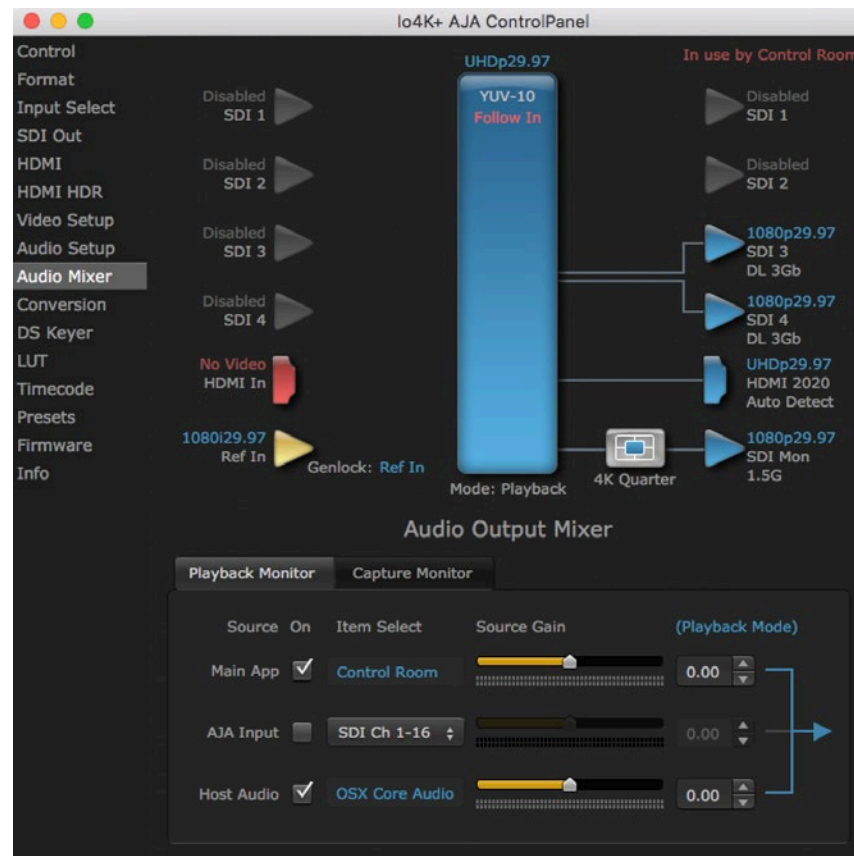 Io4K+ AJA ControlPanel
Control
Format
Input Select
SDI Out
HDMI
HDMI HDR
Video Setup
Audio Setup
Audio Mixer
Conversion
DS Keyer
LUT
Timecode
Presets
Firmware
Info
UHDp29.97
In use by Control Room
YUV-10
Follow In
Disabled
SDI 1
Disabled
SDI 2
Disabled
SDI 3
Disabled
SDI 4
No Video
HDMI In
1080i29.97
Ref In
Genlock: Ref In
Mode: Playback
4K Quarter
Disabled
SDI 1
Disabled
SDI 2
1080p29.97
SDI 3
DL 3Gb
1080p29.97
SDI 4
DL 3Gb
UHDp29.97
HDMI 2020
Auto Detect
1080p29.97
SDI Mon
1.5G
Audio Output Mixer
Playback Monitor Capture Monitor
Source On Item Select Source Gain (Playback Mode)
Main App Control Room 0.00
AJA Input SDI Ch 1-16 0.00
Host Audio OSX Core Audio 0.00